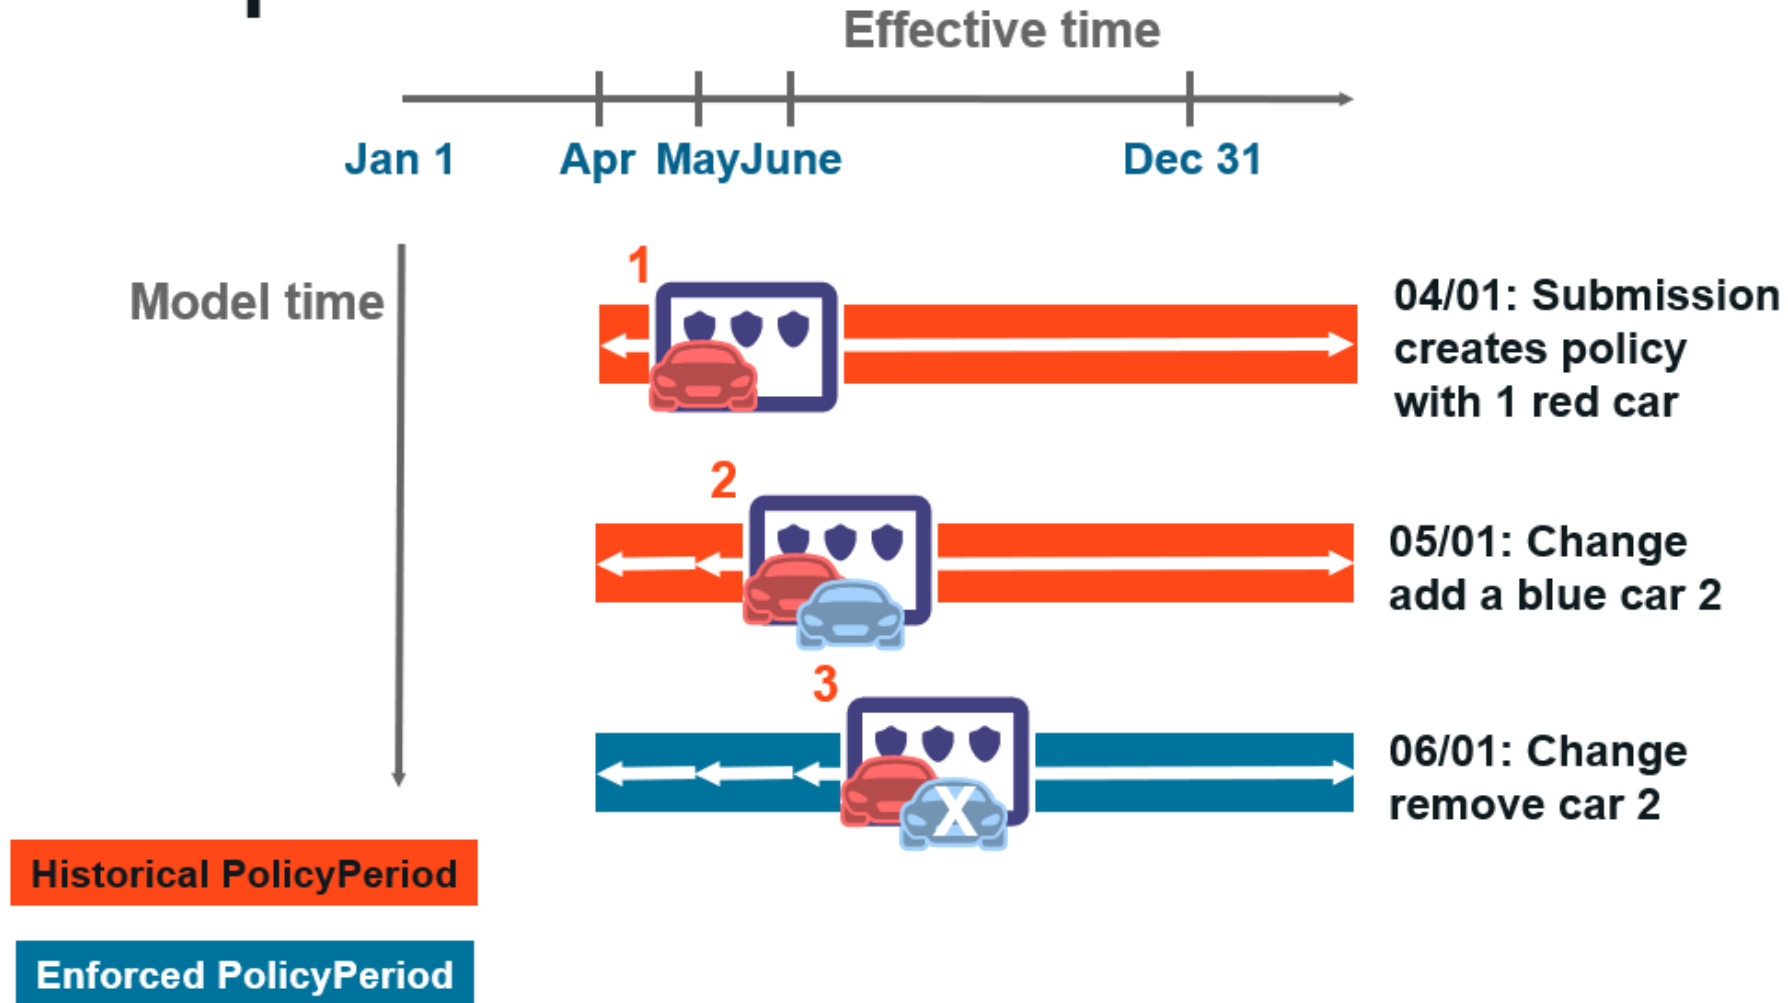 Effective time
Jan 1
Apr
May
June
Dec 31
Model time
1
04/01: Submission
creates policy
with 1 red car
2
05/01: Change
add a blue car 2
3
X
06/01: Change
remove car 2
Historical PolicyPeriod
Enforced PolicyPeriod